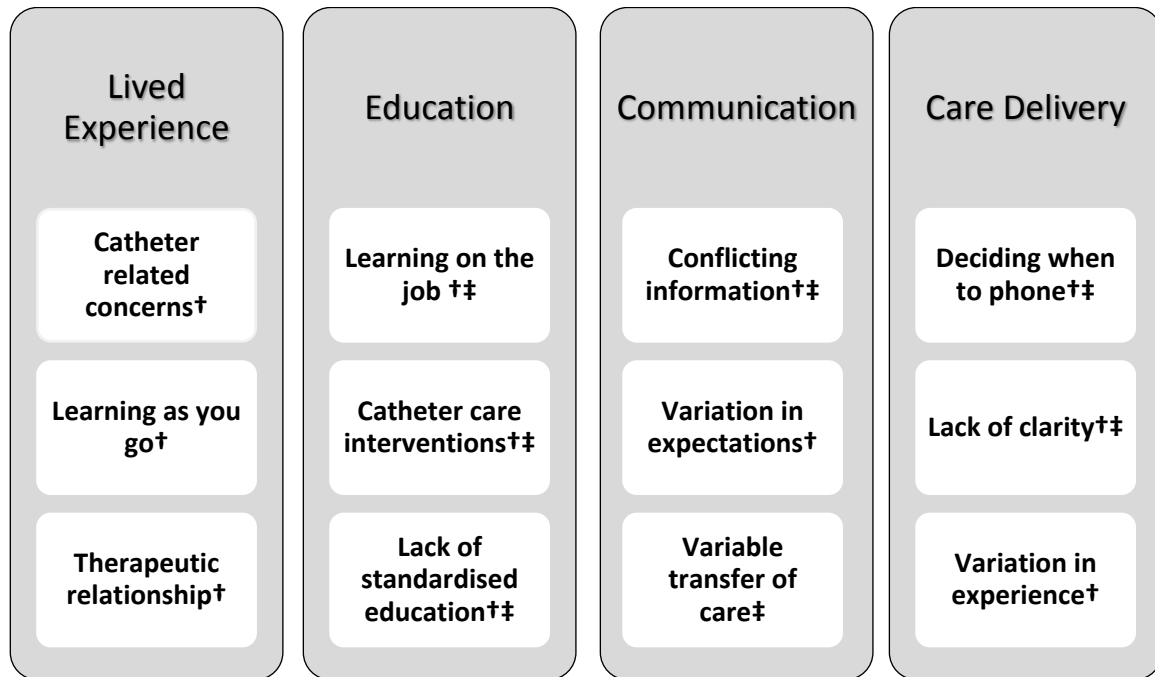 Lived
Experience
Catheter
related
concerns†
Learning as you
go†
Therapeutic
relationship†
Education
Learning on the
job †‡
Catheter care
interventions†‡
Lack of
standardised
education†‡
Communication
Conflicting
information†‡
Variation in
expectations†
Variable
transfer of
care‡
Care Delivery
Deciding when
to phone†‡
Lack of clarity†‡
Variation in
experience†